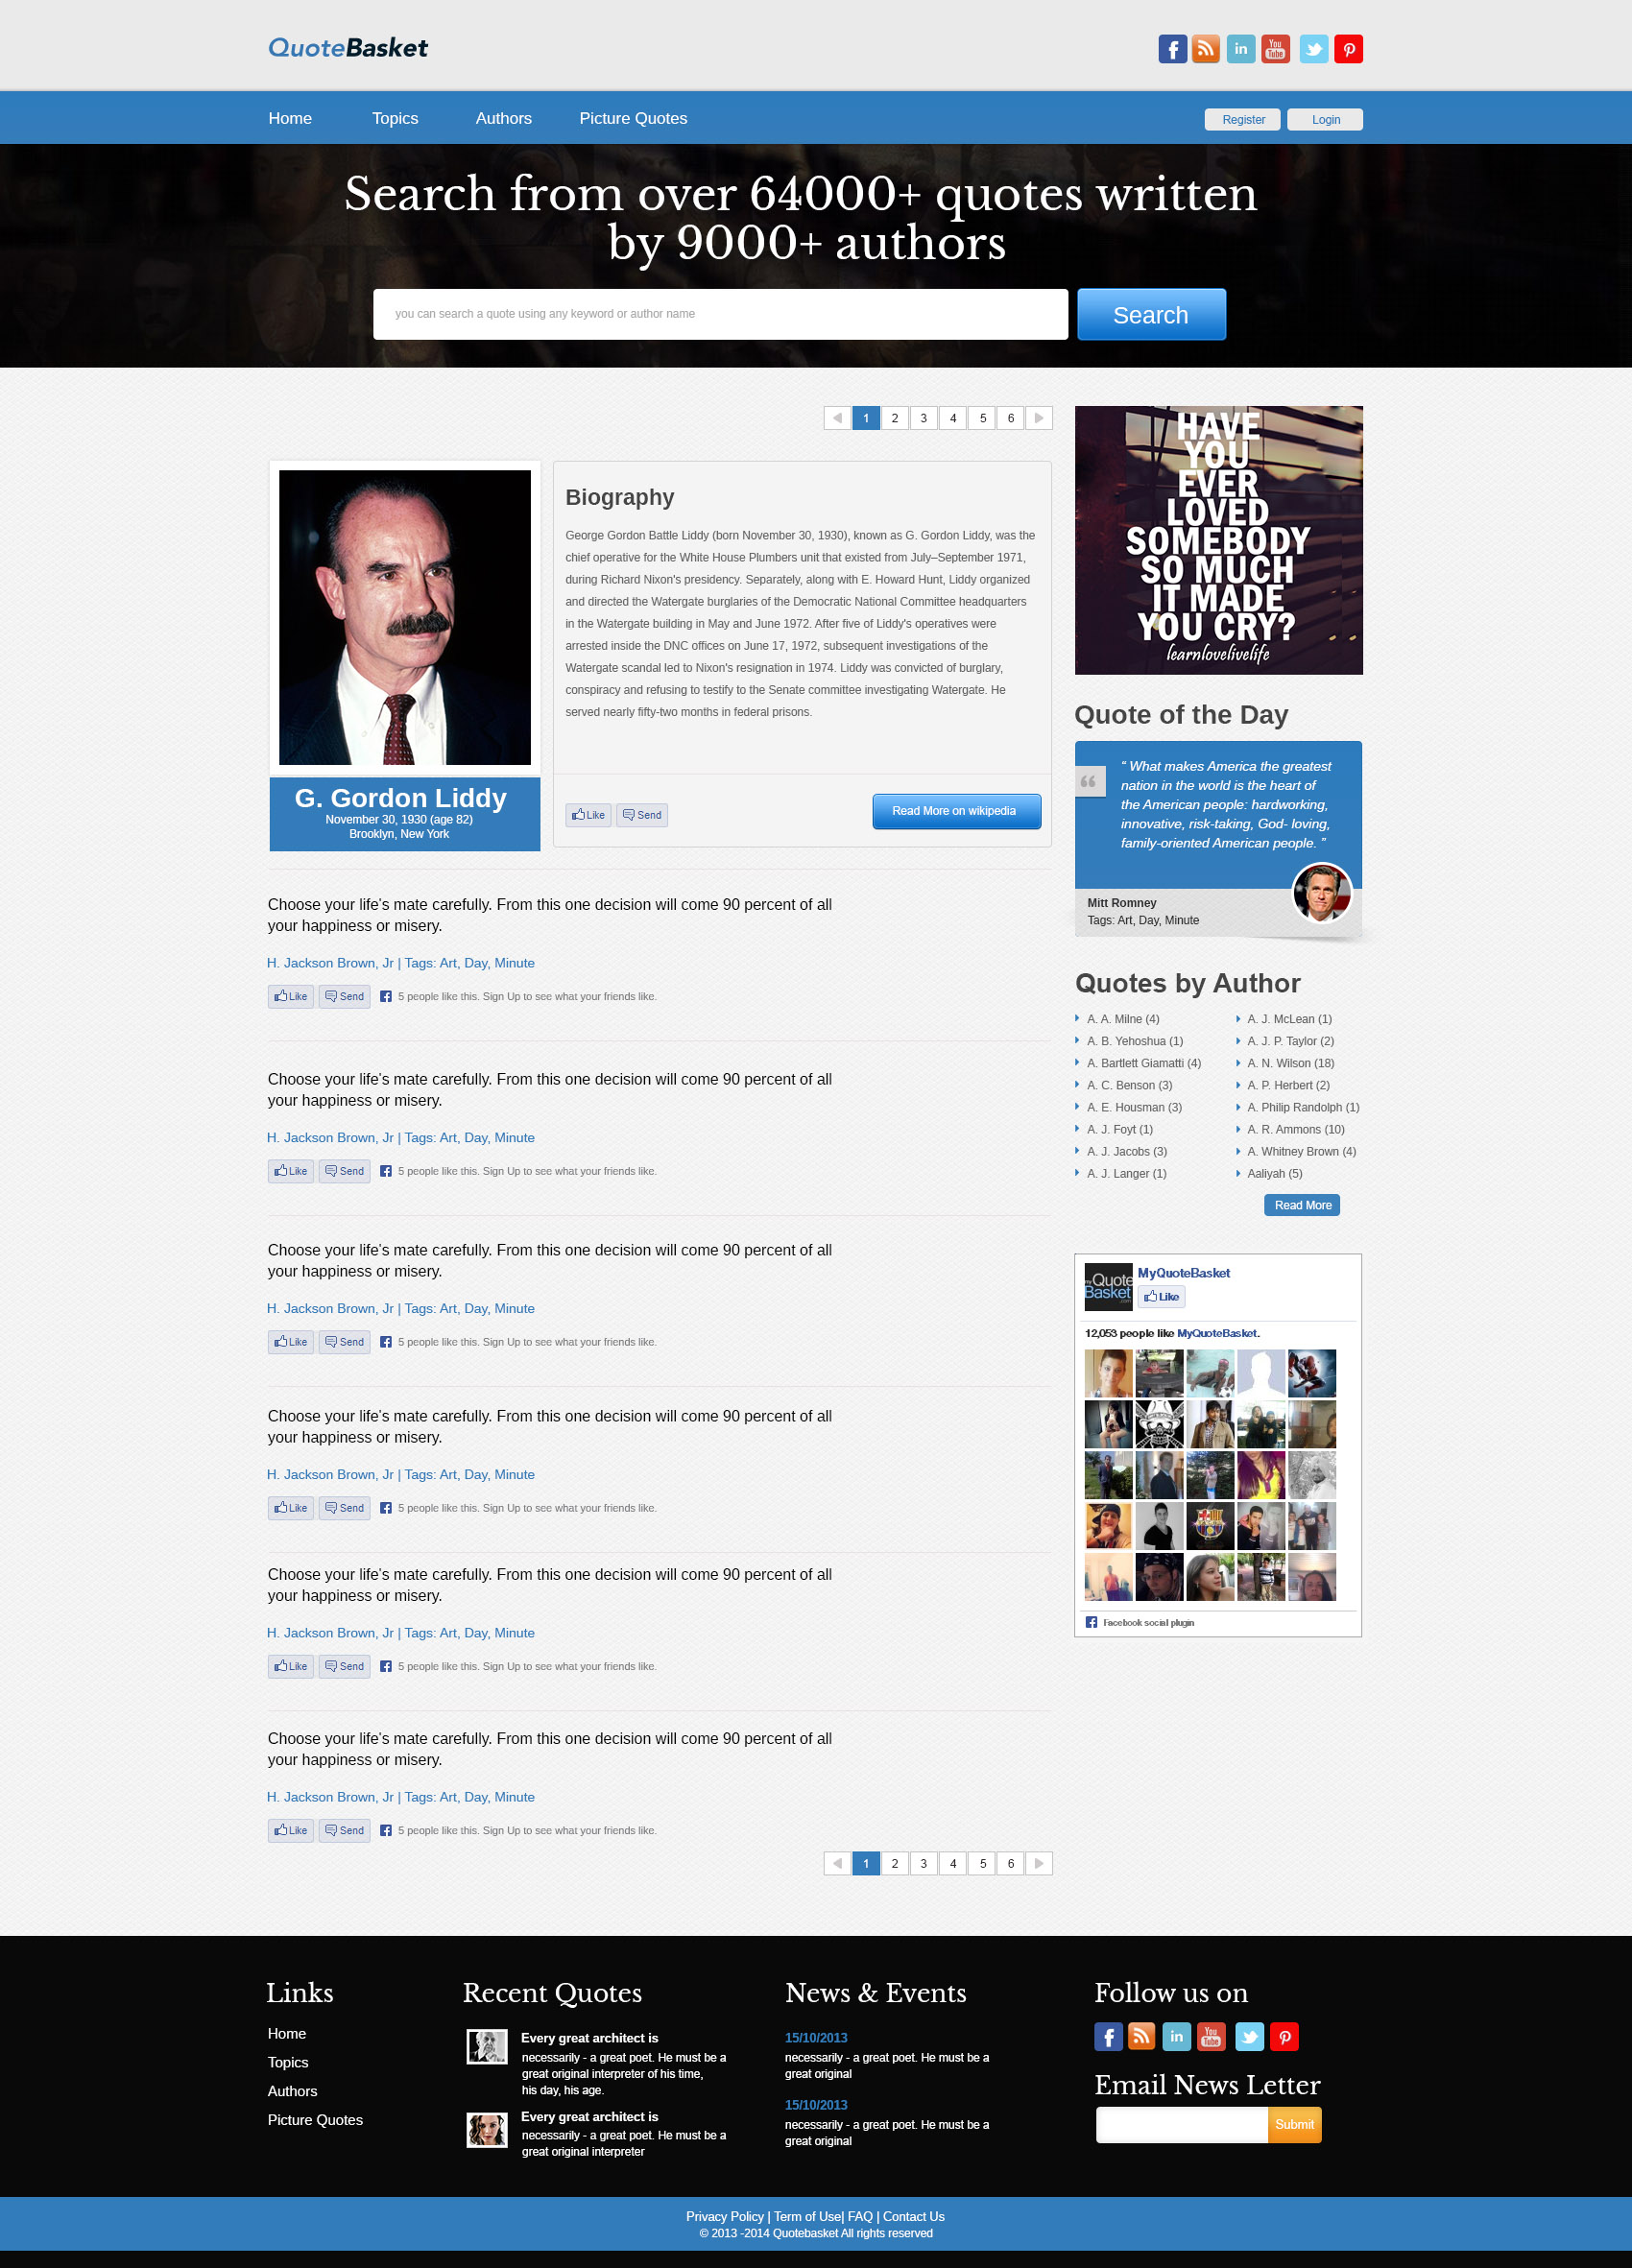 QuoteBasket
in
You
Tube
Home Topics Authors Picture Quotes
Register Login
Search from over 64000+ quotes written
by 9000+ authors
you can search a quote using any keyword or author name
Search
1 2 3 4 5 6
Biography
George Gordon Battle Liddy (born November 30, 1930), known as G. Gordon Liddy, was the
chief operative for the White House Plumbers unit that existed from July–September 1971,
during Richard Nixon's presidency. Separately, along with E. Howard Hunt, Liddy organized
and directed the Watergate burglaries of the Democratic National Committee headquarters
in the Watergate building in May and June 1972. After five of Liddy's operatives were
arrested inside the DNC offices on June 17, 1972, subsequent investigations of the
Watergate scandal led to Nixon's resignation in 1974. Liddy was convicted of burglary,
conspiracy and refusing to testify to the Senate committee investigating Watergate. He
served nearly fifty-two months in federal prisons.
Like Send
Read More on wikipedia
G. Gordon Liddy
November 30, 1930 (age 82)
Brooklyn, New York
Choose your life's mate carefully. From this one decision will come 90 percent of all
your happiness or misery.
H. Jackson Brown, Jr | Tags: Art, Day, Minute
Like Send 5 people like this. Sign Up to see what your friends like.
Choose your life's mate carefully. From this one decision will come 90 percent of all
your happiness or misery.
H. Jackson Brown, Jr | Tags: Art, Day, Minute
Like Send 5 people like this. Sign Up to see what your friends like.
Choose your life's mate carefully. From this one decision will come 90 percent of all
your happiness or misery.
H. Jackson Brown, Jr | Tags: Art, Day, Minute
Like Send 5 people like this. Sign Up to see what your friends like.
Choose your life's mate carefully. From this one decision will come 90 percent of all
your happiness or misery.
H. Jackson Brown, Jr | Tags: Art, Day, Minute
Like Send 5 people like this. Sign Up to see what your friends like.
Choose your life's mate carefully. From this one decision will come 90 percent of all
your happiness or misery.
H. Jackson Brown, Jr | Tags: Art, Day, Minute
Like Send 5 people like this. Sign Up to see what your friends like.
Choose your life's mate carefully. From this one decision will come 90 percent of all
your happiness or misery.
H. Jackson Brown, Jr | Tags: Art, Day, Minute
Like Send 5 people like this. Sign Up to see what your friends like.
1 2 3 4 5 6
HAVE
YOU
EVER
LOVED
SOMEBODY
SO MUCH
IT MADE
YOU CRY?
learnlovelivelife
Quote of the Day
“ What makes America the greatest
nation in the world is the heart of
the American people: hardworking,
innovative, risk-taking, God- loving,
family-oriented American people. ”
Mitt Romney
Tags: Art, Day, Minute
Quotes by Author
A. A. Milne (4) A. J. McLean (1)
A. B. Yehoshua (1) A. J. P. Taylor (2)
A. Bartlett Giamatti (4) A. N. Wilson (18)
A. C. Benson (3) A. P. Herbert (2)
A. E. Housman (3) A. Philip Randolph (1)
A. J. Foyt (1) A. R. Ammons (10)
A. J. Jacobs (3) A. Whitney Brown (4)
A. J. Langer (1) Aaliyah (5)
Read More
my Quote
Basket
.com
MyQuoteBasket
Like
12,053 people like MyQuoteBasket.
Facebook social plugin
Links
Home
Topics
Authors
Picture Quotes
Recent Quotes
Every great architect is
necessarily - a great poet. He must be a
great original interpreter of his time,
his day, his age.
Every great architect is
necessarily - a great poet. He must be a
great original interpreter
News & Events
15/10/2013
necessarily - a great poet. He must be a
great original
15/10/2013
necessarily - a great poet. He must be a
great original
Follow us on
in
You
Tube
Email News Letter
Submit
Privacy Policy | Term of Use| FAQ | Contact Us
© 2013 -2014 Quotebasket All rights reserved